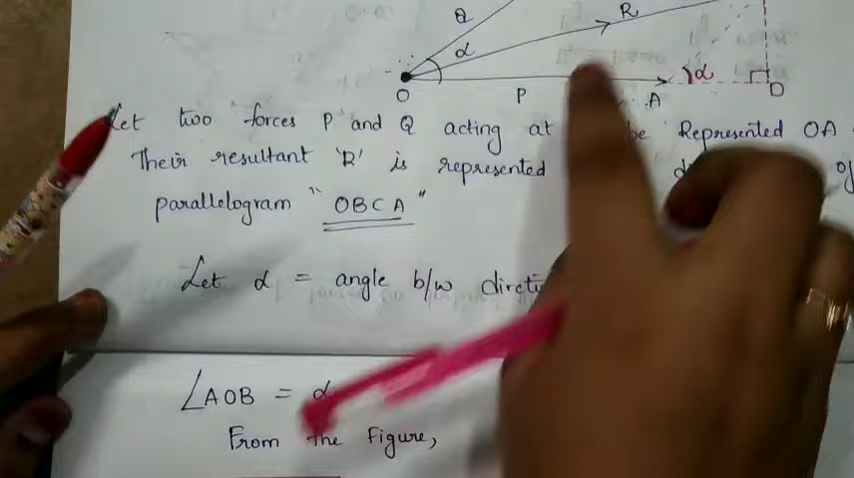 Q
R
α
α
O
P
A
D
Let two forces P and Q acting at be Represented OA
Their resultant 'R' is represented
parallelogram " OBCA "
Let α = angle b/w
∠AOB = α
From the Figure,